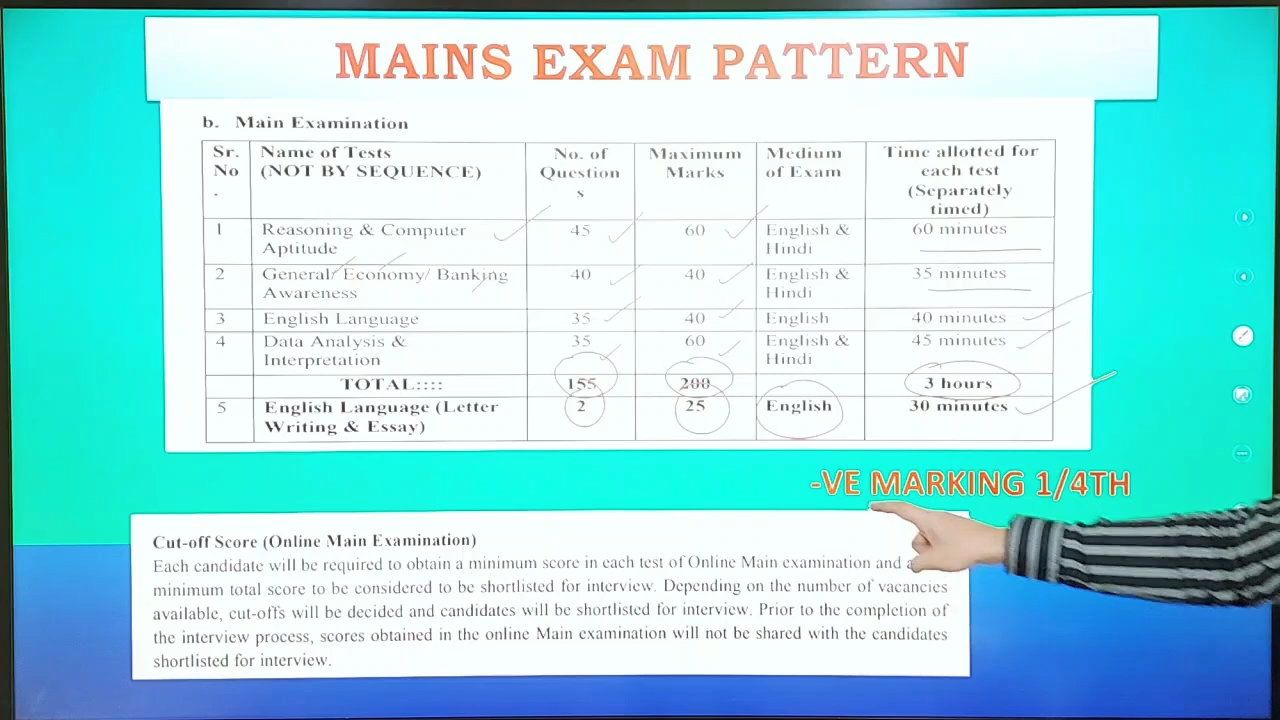 MAINS EXAM PATTERN
b. Main Examination
Sr. No . Name of Tests (NOT BY SEQUENCE) No. of Question s Maximum Marks Medium of Exam Time allotted for each test (Separately timed)
1 Reasoning & Computer Aptitude 45 60 English & Hindi 60 minutes
2 General/ Economy/ Banking Awareness 40 40 English & Hindi 35 minutes
3 English Language 35 40 English 40 minutes
4 Data Analysis & Interpretation 35 60 English & Hindi 45 minutes
TOTAL:::: 155 200 3 hours
5 English Language (Letter Writing & Essay) 2 25 English 30 minutes
-VE MARKING 1/4TH
Cut-off Score (Online Main Examination)
Each candidate will be required to obtain a minimum score in each test of Online Main examination and a
minimum total score to be considered to be shortlisted for interview. Depending on the number of vacancies
available, cut-offs will be decided and candidates will be shortlisted for interview. Prior to the completion of
the interview process, scores obtained in the online Main examination will not be shared with the candidates
shortlisted for interview.